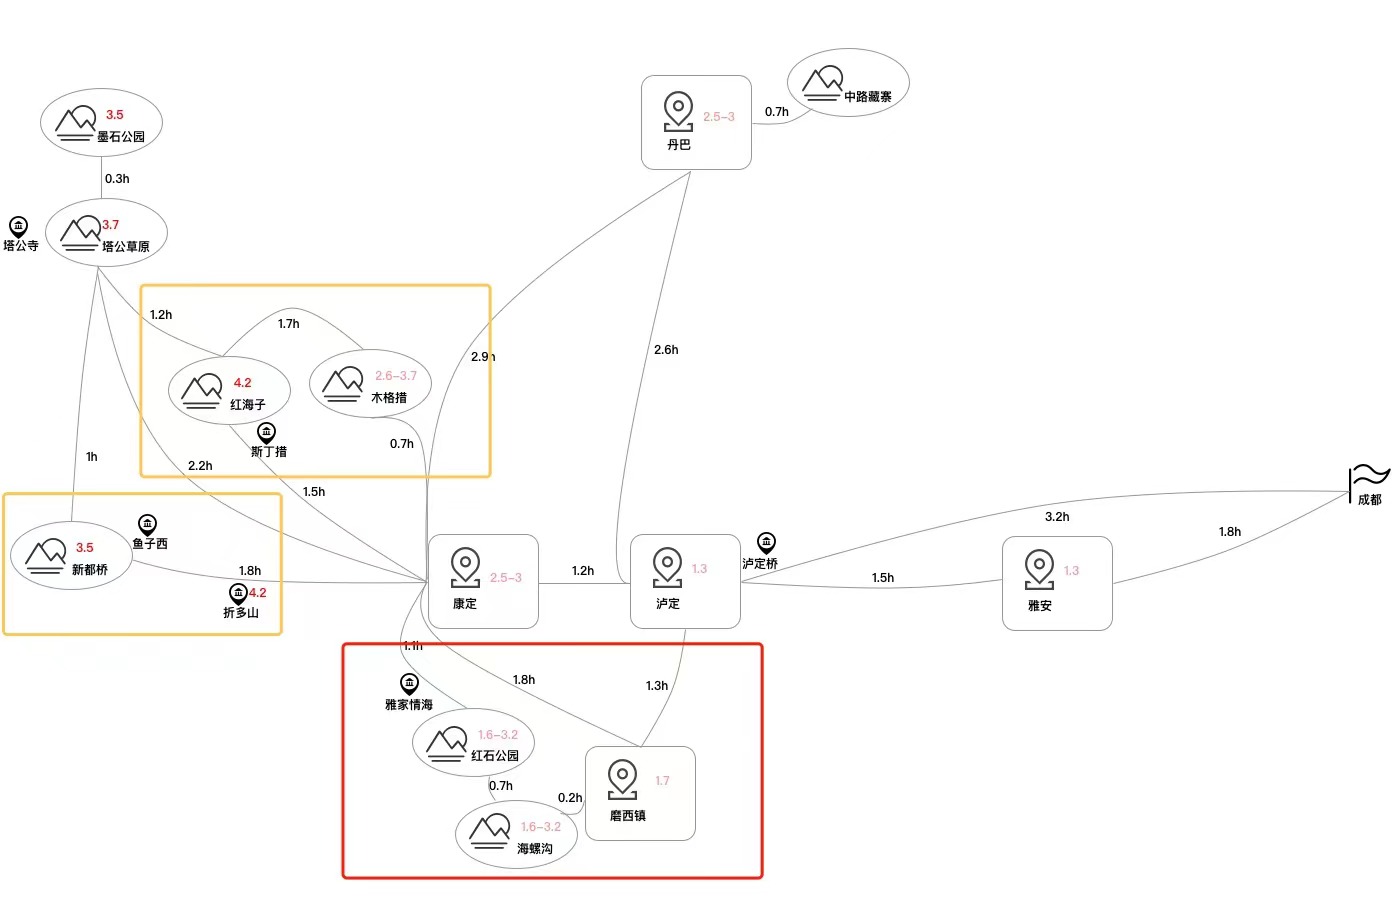 中路藏寨
0.7h
2.5-3
丹巴
3.5
墨石公园
0.3h
3.7
塔公草原
塔公寺
1.2h
1.7h
2.9h
2.6h
4.2
红海子
2.6-3.7
木格措
斯丁措
0.7h
1h
2.2h
1.5h
成都
3.2h
1.8h
鱼子西
3.5
新都桥
1.8h
4.2
折多山
2.5-3
康定
1.2h
1.3
泸定
泸定桥
1.5h
1.3
雅安
1.1h
1.8h
1.3h
雅家情海
1.6-3.2
红石公园
0.7h
0.2h
1.7
磨西镇
1.6-3.2
海螺沟